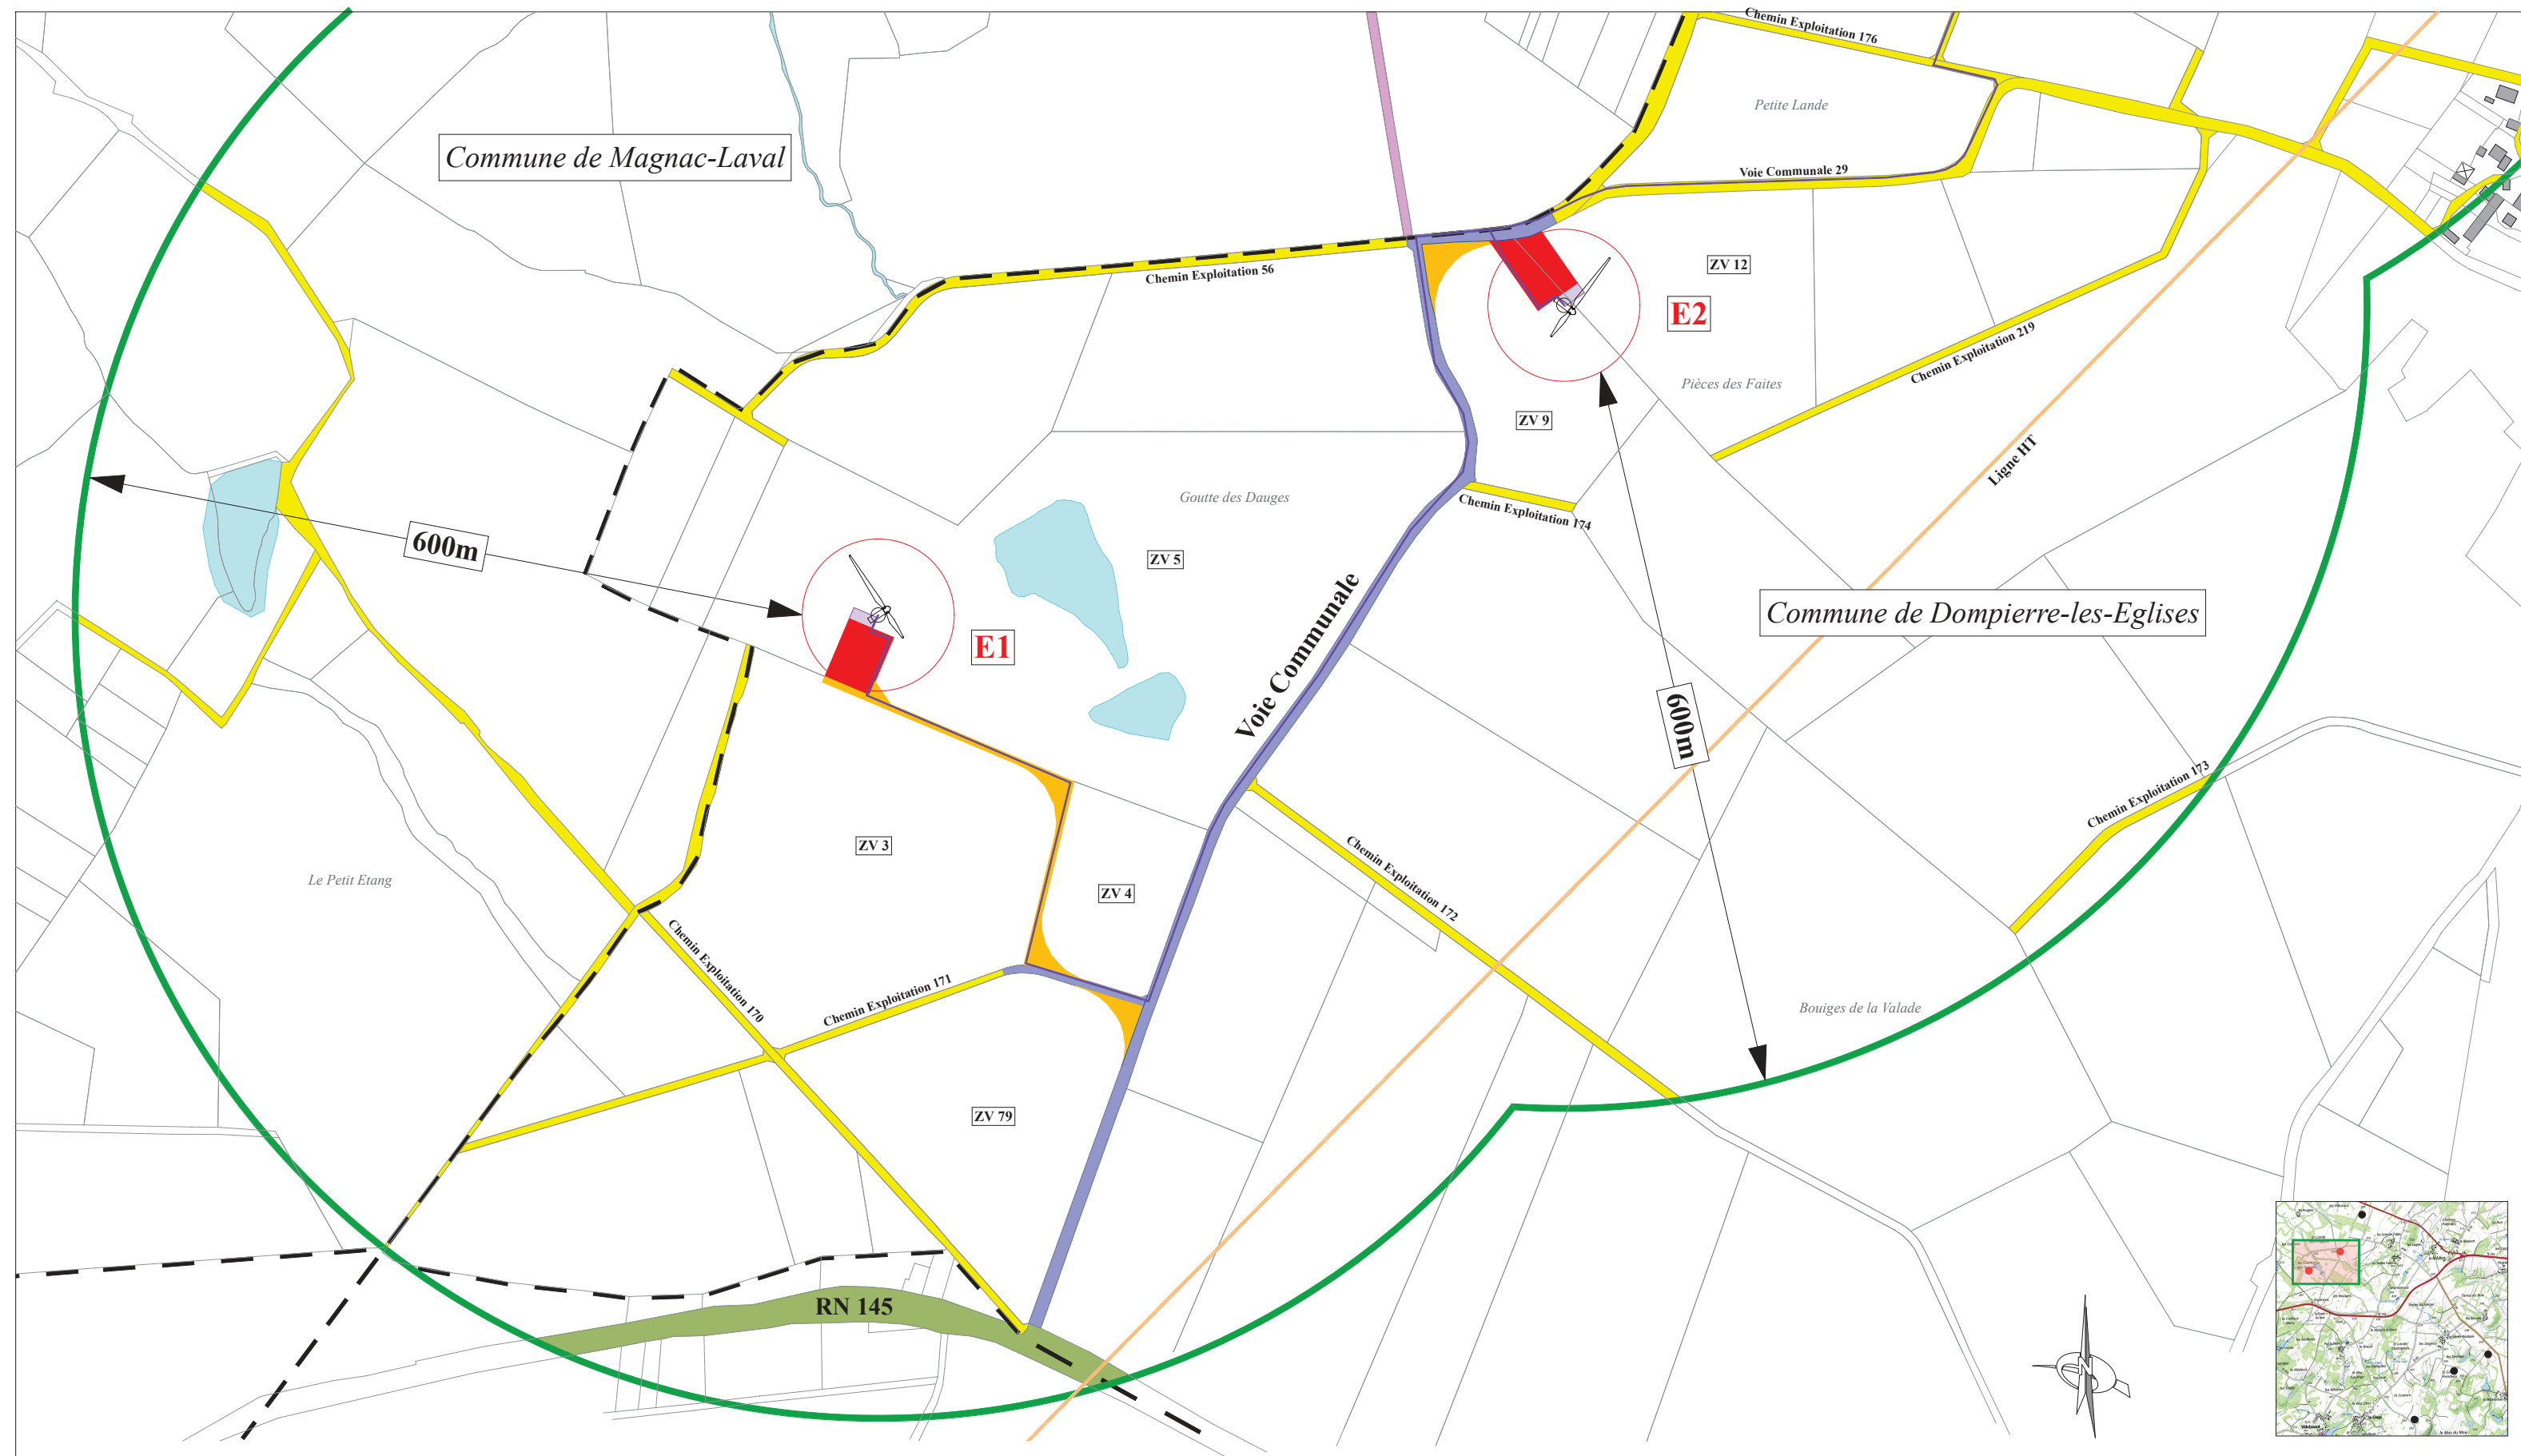 Chemin Exploitation 176
Petite Lande
Commune de Magnac-Laval
Voie Communale 29
ZV 12
Chemin Exploitation 56
E2
Chemin Exploitation 219
Pièces des Faites
ZV 9
Ligne HT
Goutte des Dauges
Chemin Exploitation 174
600m
ZV 5
Commune de Dompierre-les-Eglises
E1
Voie Communale
600m
Chemin Exploitation 173
ZV 3
Le Petit Etang
ZV 4
Chemin Exploitation 172
Chemin Exploitation 170
Chemin Exploitation 171
Bouiges de la Valade
ZV 79
RN 145
N